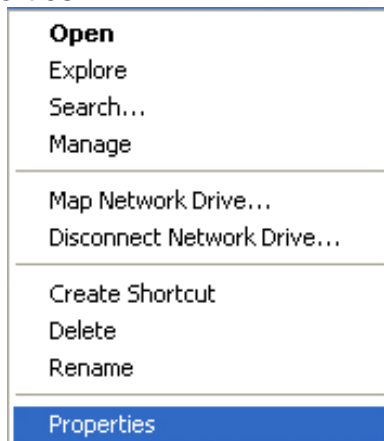 Open
Explore
Search...
Manage
Map Network Drive...
Disconnect Network Drive...
Create Shortcut
Delete
Rename
Properties